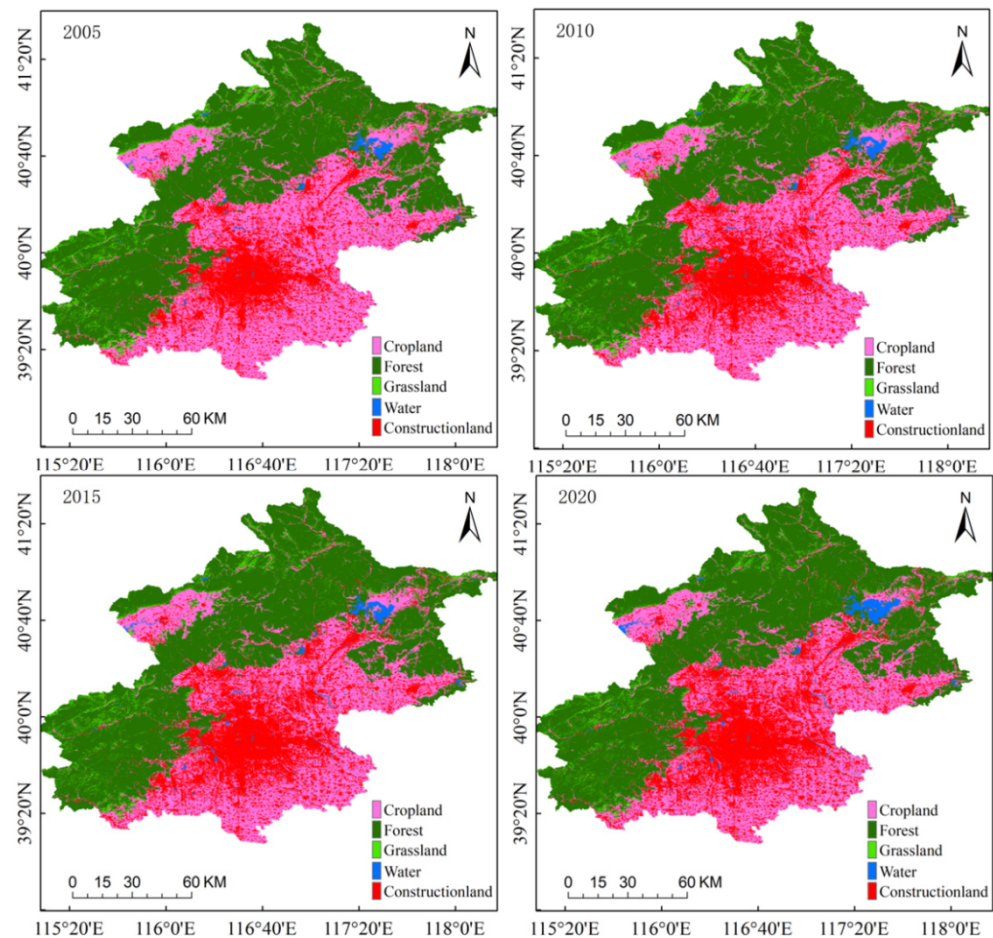 2005
N
41°20'N
40°40'N
40°0'N
39°20'N
Cropland
Forest
Grassland
Water
Constructionland
0 15 30 60 KM
115°20'E 116°0'E 116°40'E 117°20'E 118°0'E
2010
N
41°20'N
40°40'N
40°0'N
39°20'N
Cropland
Forest
Grassland
Water
Constructionland
0 15 30 60 KM
115°20'E 116°0'E 116°40'E 117°20'E 118°0'E
2015
N
41°20'N
40°40'N
40°0'N
39°20'N
Cropland
Forest
Grassland
Water
Constructionland
0 15 30 60 KM
115°20'E 116°0'E 116°40'E 117°20'E 118°0'E
2020
N
41°20'N
40°40'N
40°0'N
39°20'N
Cropland
Forest
Grassland
Water
Constructionland
0 15 30 60 KM
115°20'E 116°0'E 116°40'E 117°20'E 118°0'E